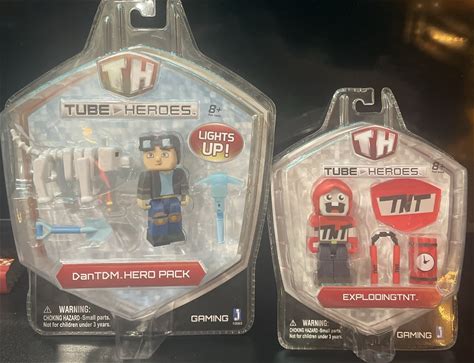 TH
TUBE HEROES
8+
LIGHTS
UP!
DanTDM. HERO PACK
WARNING:
CHOKING HAZARD-Small parts.
Not for children under 3 years.
GAMING
TH
TUBE HEROES
8+
TNT
TNT
EXPLODINGTNT.
WARNING:
CHOKING HAZARD-Small parts.
Not for children under 3 years.
GAMING